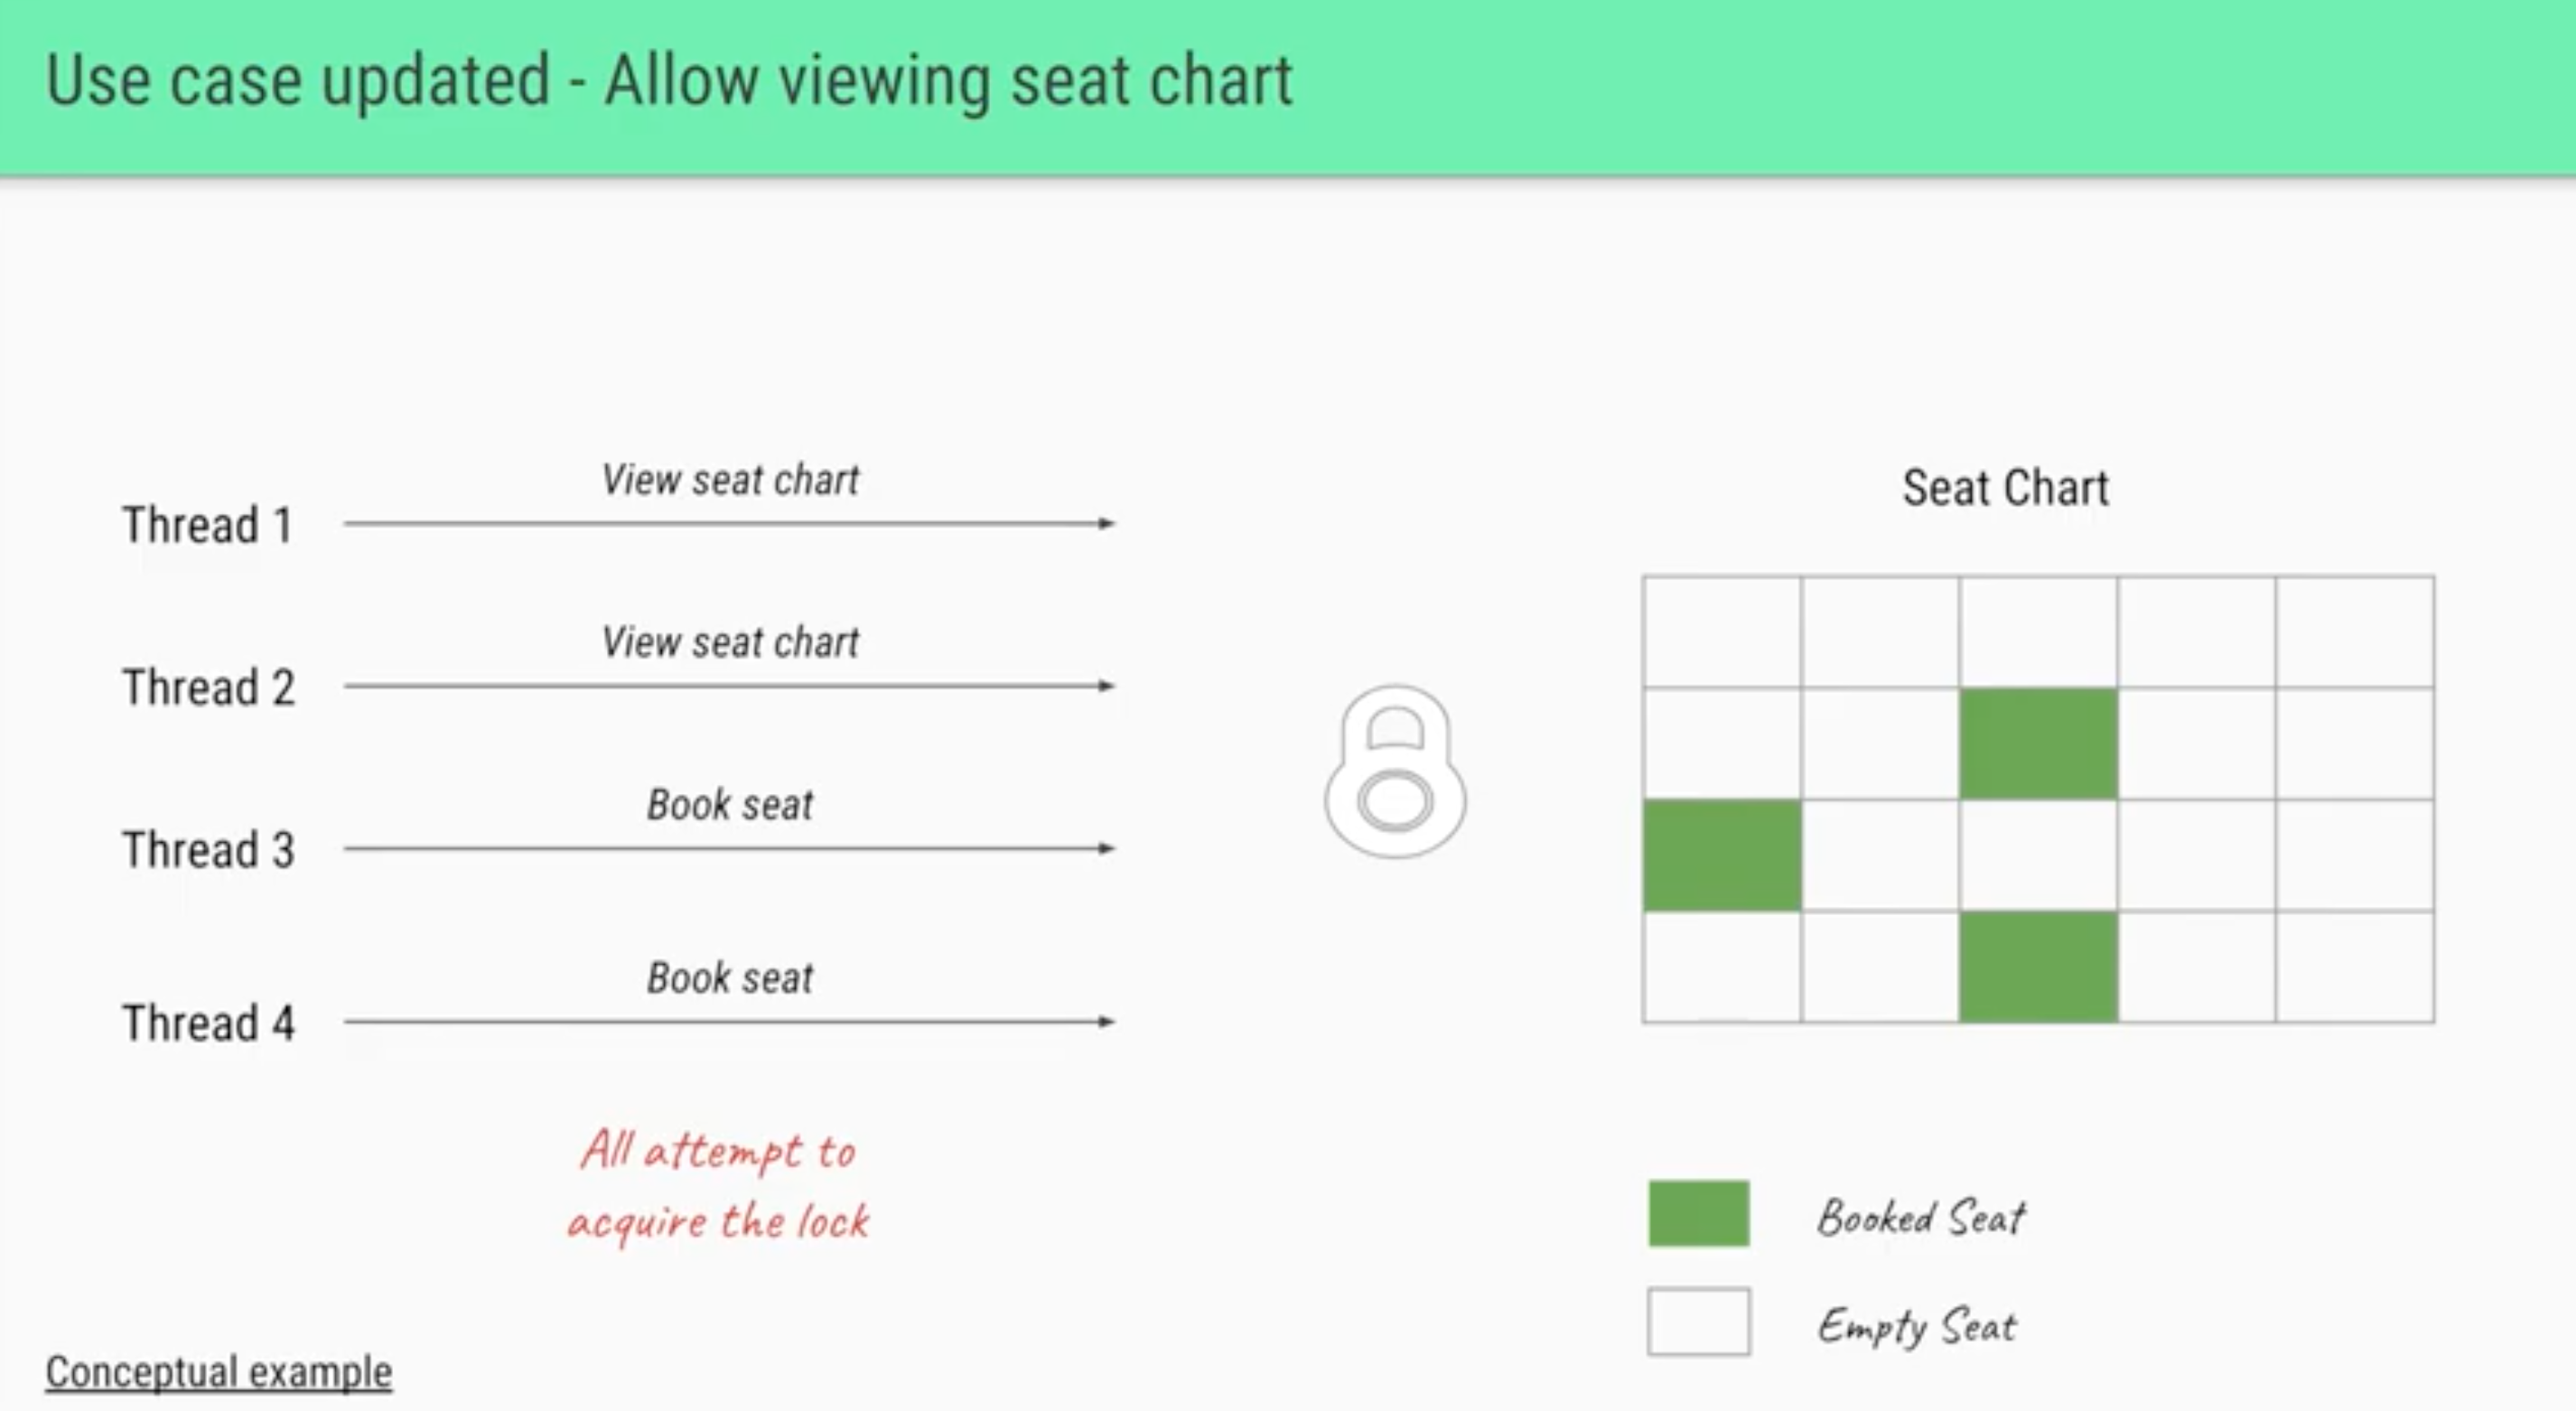 Use case updated - Allow viewing seat chart
View seat chart
Thread 1
View seat chart
Thread 2
Book seat
Thread 3
Book seat
Thread 4
All attempt to
acquire the lock
Seat Chart
Booked Seat
Empty Seat
Conceptual example